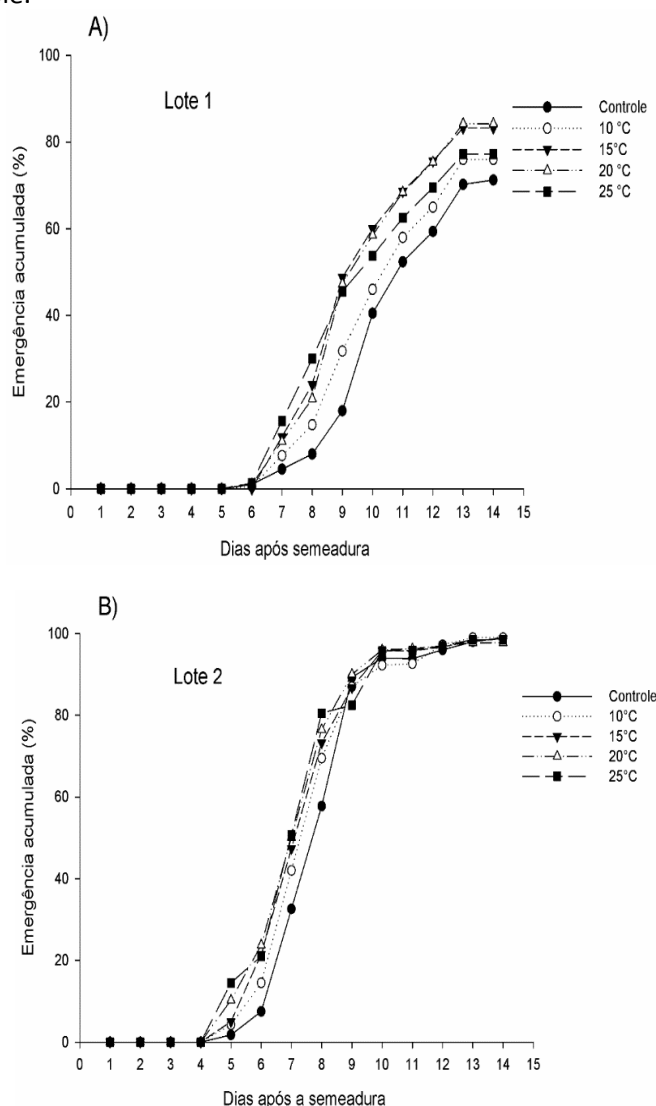 A)
Lote 1
Emergência acumulada (%)
100
80
60
40
20
0
0 1 2 3 4 5 6 7 8 9 10 11 12 13 14 15
Dias após semeadura
Controle
10 °C
15°C
20 °C
25 °C
B)
Lote 2
Emergência acumulada (%)
100
80
60
40
20
0
0 1 2 3 4 5 6 7 8 9 10 11 12 13 14 15
Dias após a semeadura
Controle
10°C
15°C
20°C
25°C